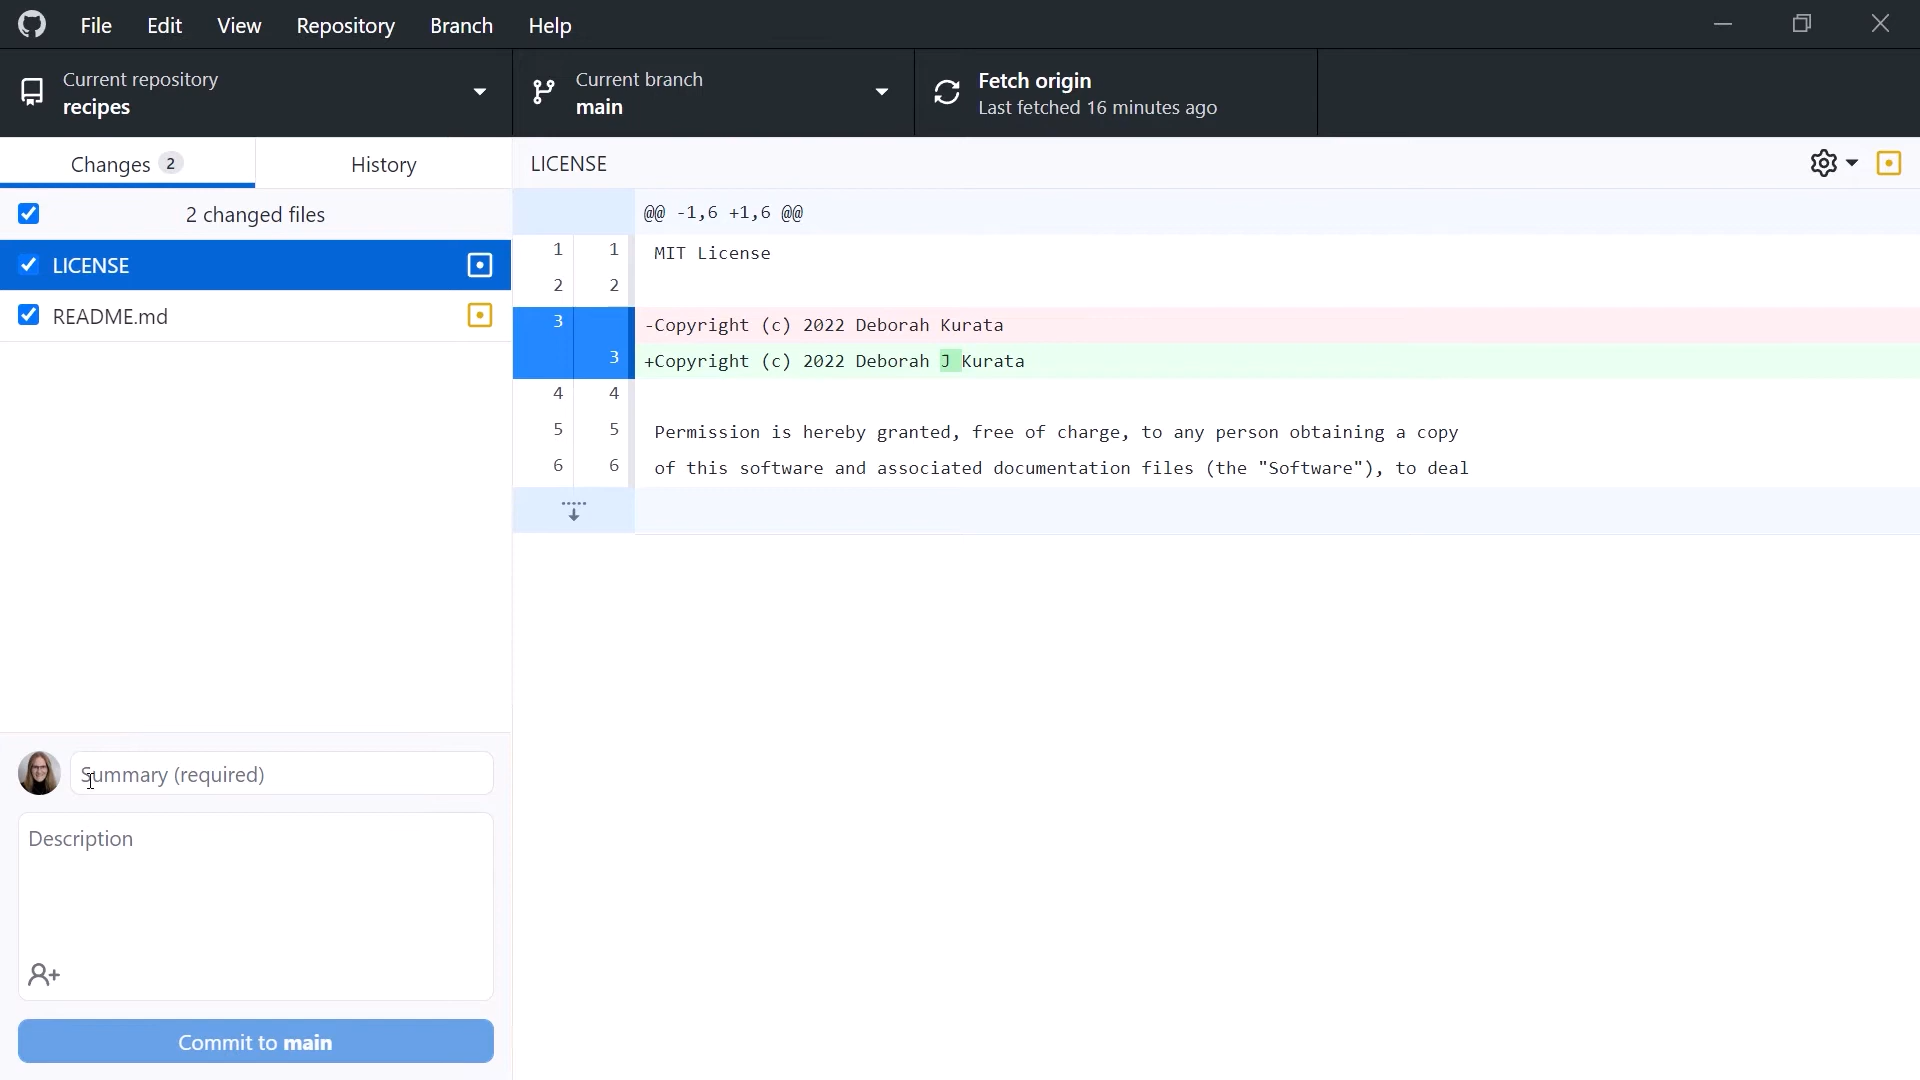 File Edit View Repository Branch Help
Current repository
recipes
Current branch
main
Fetch origin
Last fetched 16 minutes ago
Changes 2
History
2 changed files
LICENSE
README.md
LICENSE
@@ -1,6 +1,6 @@
1 1 MIT License
2 2
3 -Copyright (c) 2022 Deborah Kurata
3 +Copyright (c) 2022 Deborah J Kurata
4 4
5 5 Permission is hereby granted, free of charge, to any person obtaining a copy
6 6 of this software and associated documentation files (the "Software"), to deal
Summary (required)
Description
Commit to main